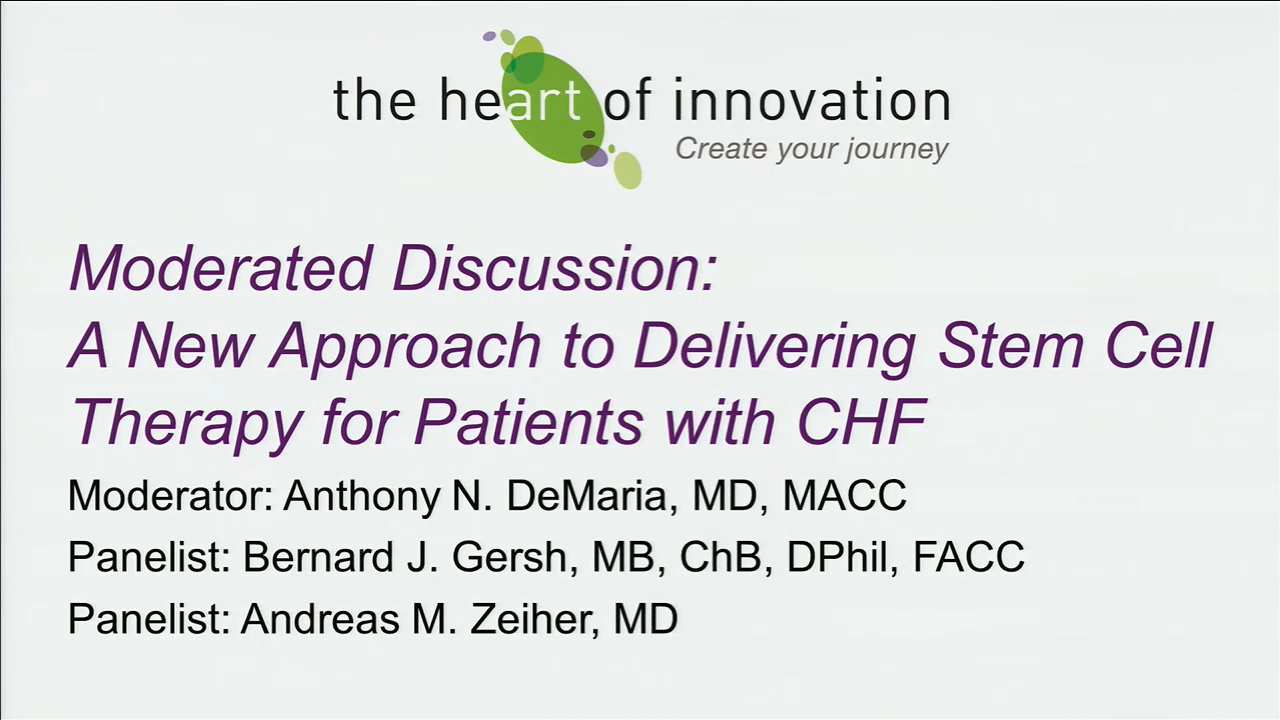 the heart of innovation
Create your journey
Moderated Discussion:
A New Approach to Delivering Stem Cell
Therapy for Patients with CHF
Moderator: Anthony N. DeMaria, MD, MACC
Panelist: Bernard J. Gersh, MB, ChB, DPhil, FACC
Panelist: Andreas M. Zeiher, MD